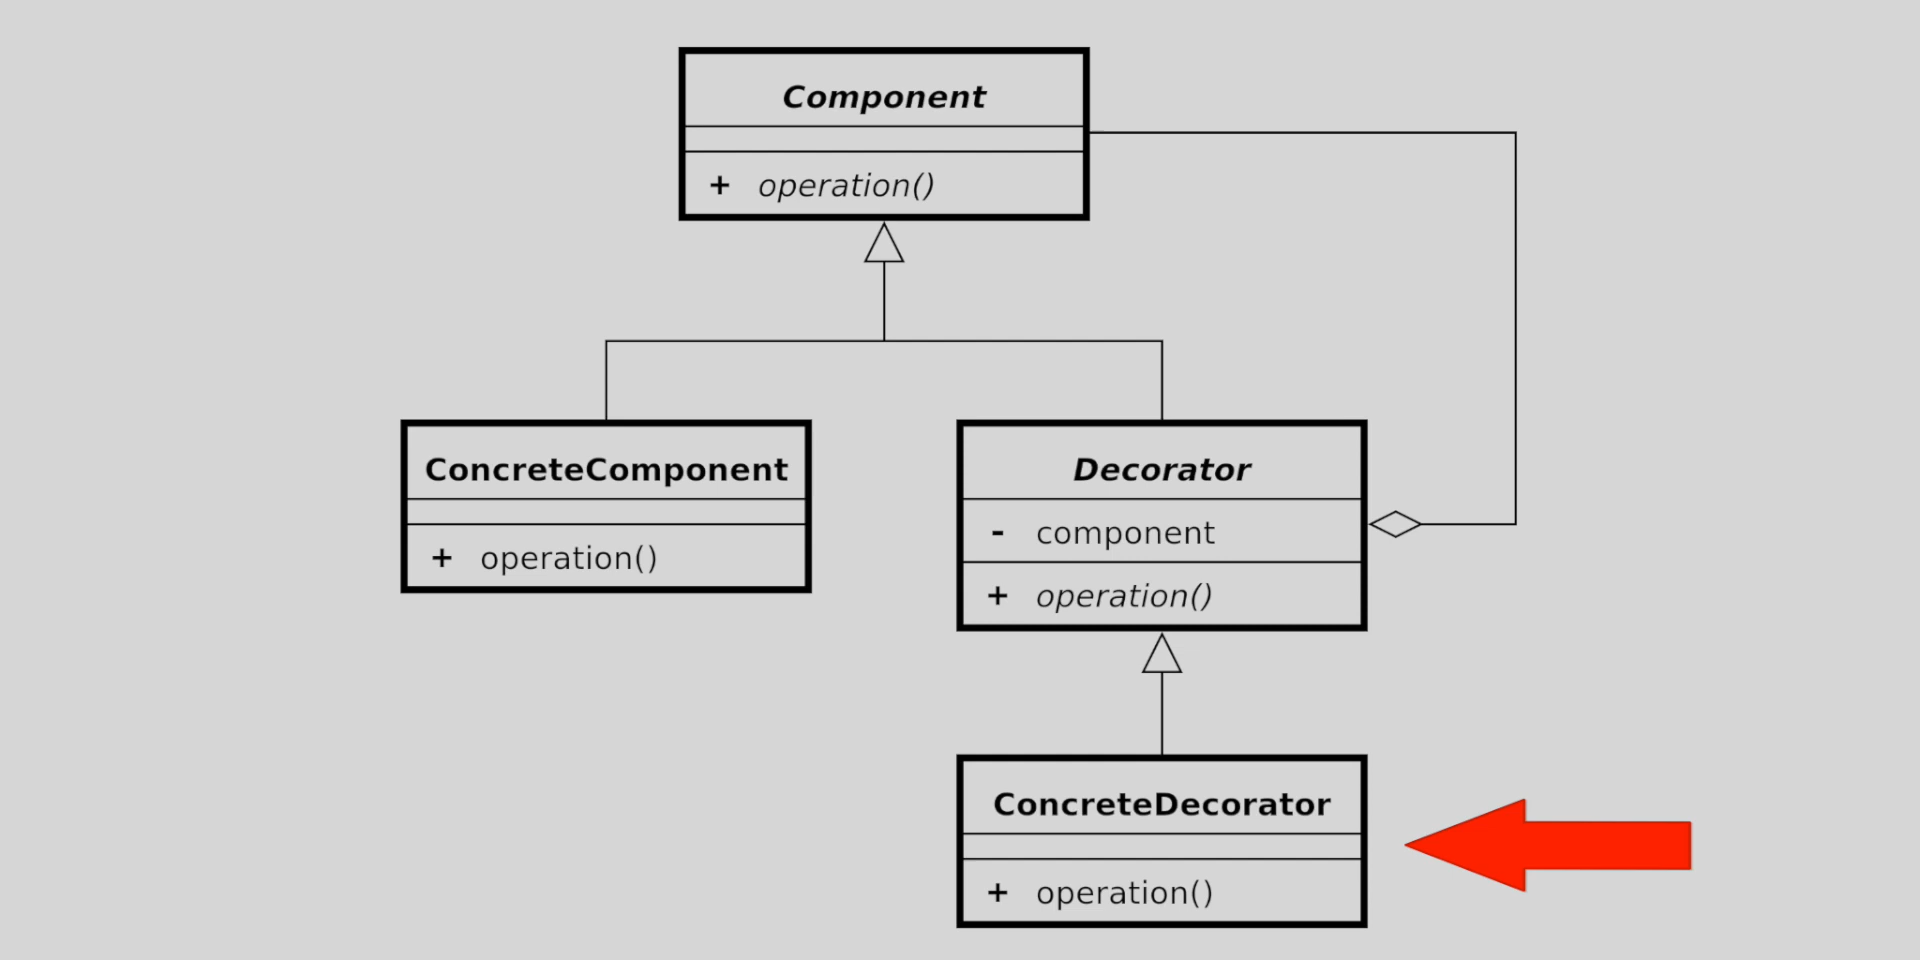 Component
+ operation()
ConcreteComponent
+ operation()
Decorator
- component
+ operation()
ConcreteDecorator
+ operation()